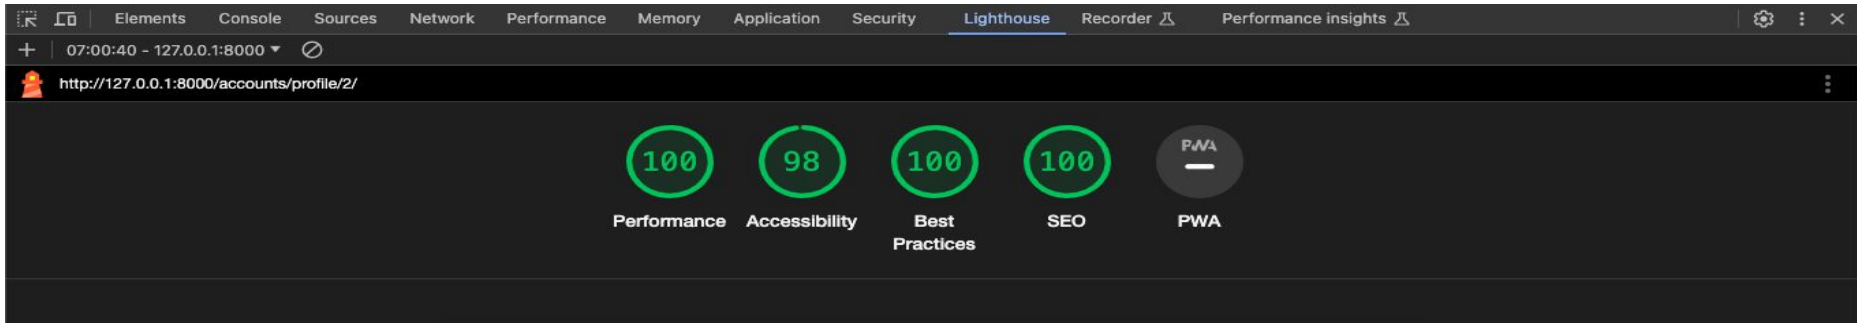 Elements Console Sources Network Performance Memory Application Security Lighthouse Recorder Performance insights
07:00:40 - 127.0.0.1:8000
http://127.0.0.1:8000/accounts/profile/2/
100 98 100 100 PWA
Performance Accessibility Best Practices SEO PWA